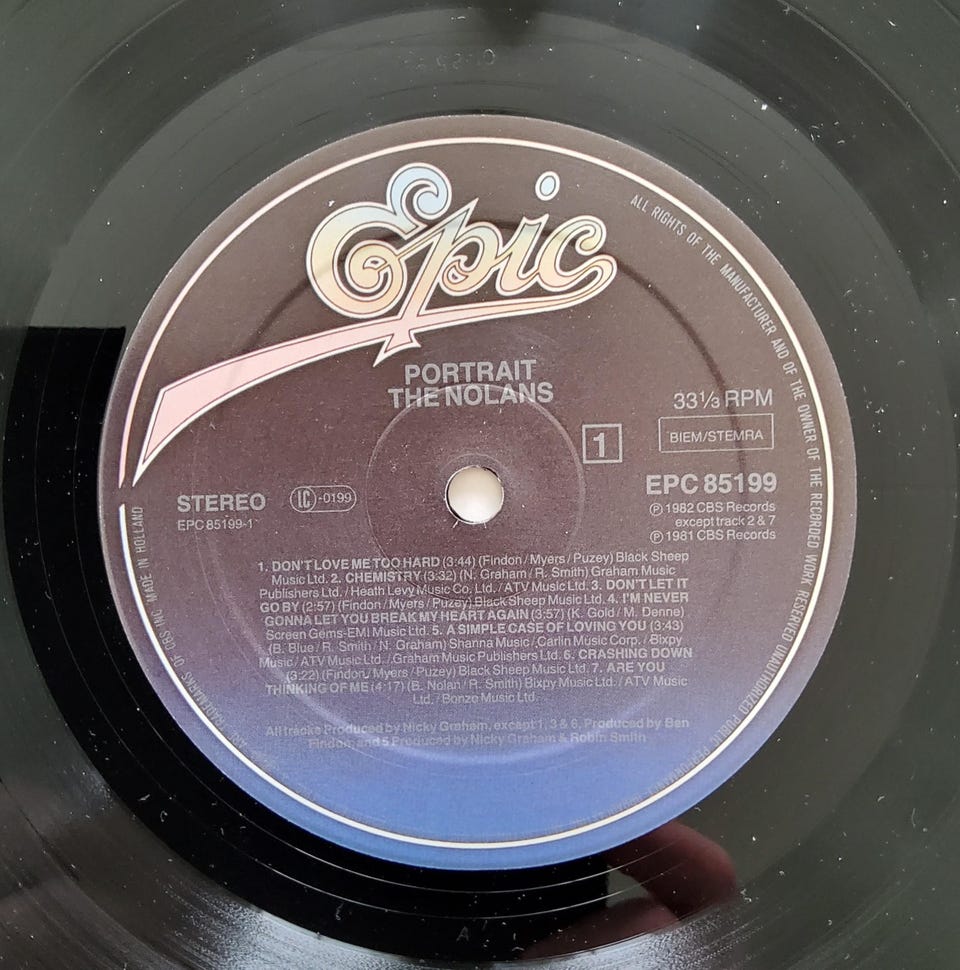 Epic
PORTRAIT
THE NOLANS
33⅓ RPM
1
BIEM/STEMRA
STEREO
LC-0199
EPC 85199
EPC 85199-1
Ⓟ 1982 CBS Records
except track 2 & 7
Ⓟ 1981 CBS Records
1. DON'T LOVE ME TOO HARD (3:44) (Findon / Myers / Puzey) Black Sheep
Music Ltd. 2. CHEMISTRY (3:32) (N. Graham / R. Smith) Graham Music
Publishers Ltd. / Heath Levy Music Co. Ltd. / ATV Music Ltd. 3. DON'T LET IT
GO BY (2:57) (Findon / Myers / Puzey) Black Sheep Music Ltd. 4. I'M NEVER
GONNA LET YOU BREAK MY HEART AGAIN (3:57) (K. Gold / M. Denne)
Screen Gems-EMI Music Ltd. 5. A SIMPLE CASE OF LOVING YOU (3:43)
(B. Blue / R. Smith / N. Graham) Shanna Music / Carlin Music Corp. / Bixpy
Music / ATV Music Ltd. / Graham Music Publishers Ltd. 6. CRASHING DOWN
(3:22) (Findon / Myers / Puzey) Black Sheep Music Ltd. 7. ARE YOU
THINKING OF ME (4:17) (B. Nolan / R. Smith) Bixpy Music Ltd. / ATV Music
Ltd. / Bonzo Music Ltd.
All tracks Produced by Nicky Graham, except 1, 3 & 6, Produced by Ben
Findon, and 5 Produced by Nicky Graham & Robin Smith
ALL RIGHTS OF THE MANUFACTURER AND OF THE OWNER OF THE RECORDED WORK RESERVED UNAUTHORIZED PUBLIC
OF CBS INC. MADE IN HOLLAND